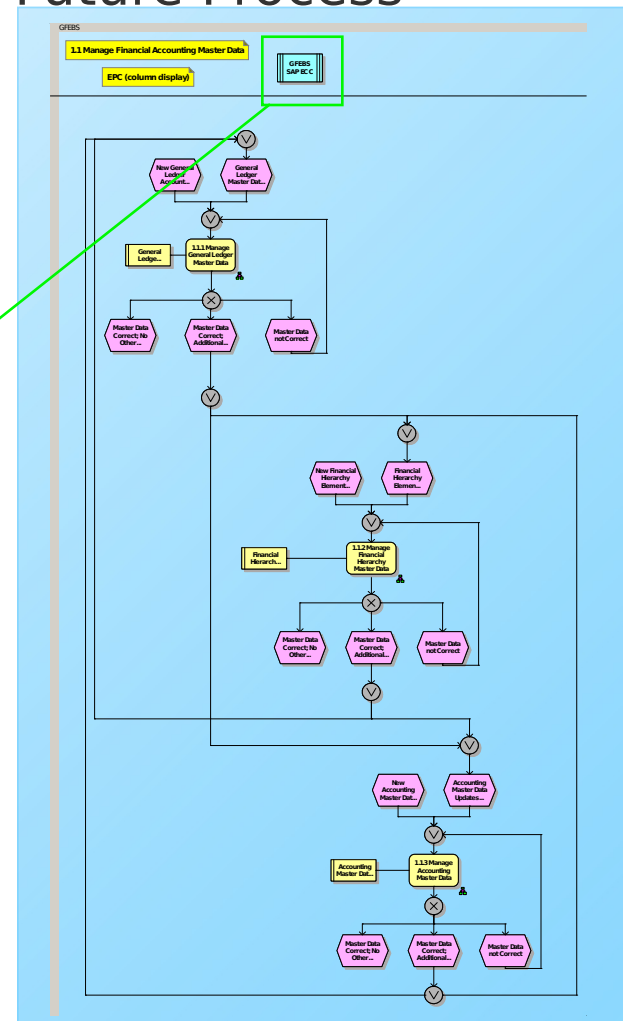 Future Process
GFEBS
1.1 Manage Financial Accounting Master Data
GFEBS
SAP ECC
EPC (column display)
New General
Ledger
Account...
General
Ledger
Master Dat...
General
Ledge...
1.1.1 Manage
General Ledger
Master Data
Master Data
Correct; No
Other...
Master Data
Correct;
Additional...
Master Data
not Correct
New Financial
Hierarchy
Element...
Financial
Hierarchy
Elemen...
Financial
Hierarch...
1.1.2 Manage
Financial
Hierarchy
Master Data
Master Data
Correct; No
Other...
Master Data
Correct;
Additional...
Master Data
not Correct
New
Accounting
Master Dat...
Accounting
Master Data
Updates...
Accounting
Master Dat...
1.1.3 Manage
Accounting
Master Data
Master Data
Correct; No
Other...
Master Data
Correct;
Additional...
Master Data
not Correct